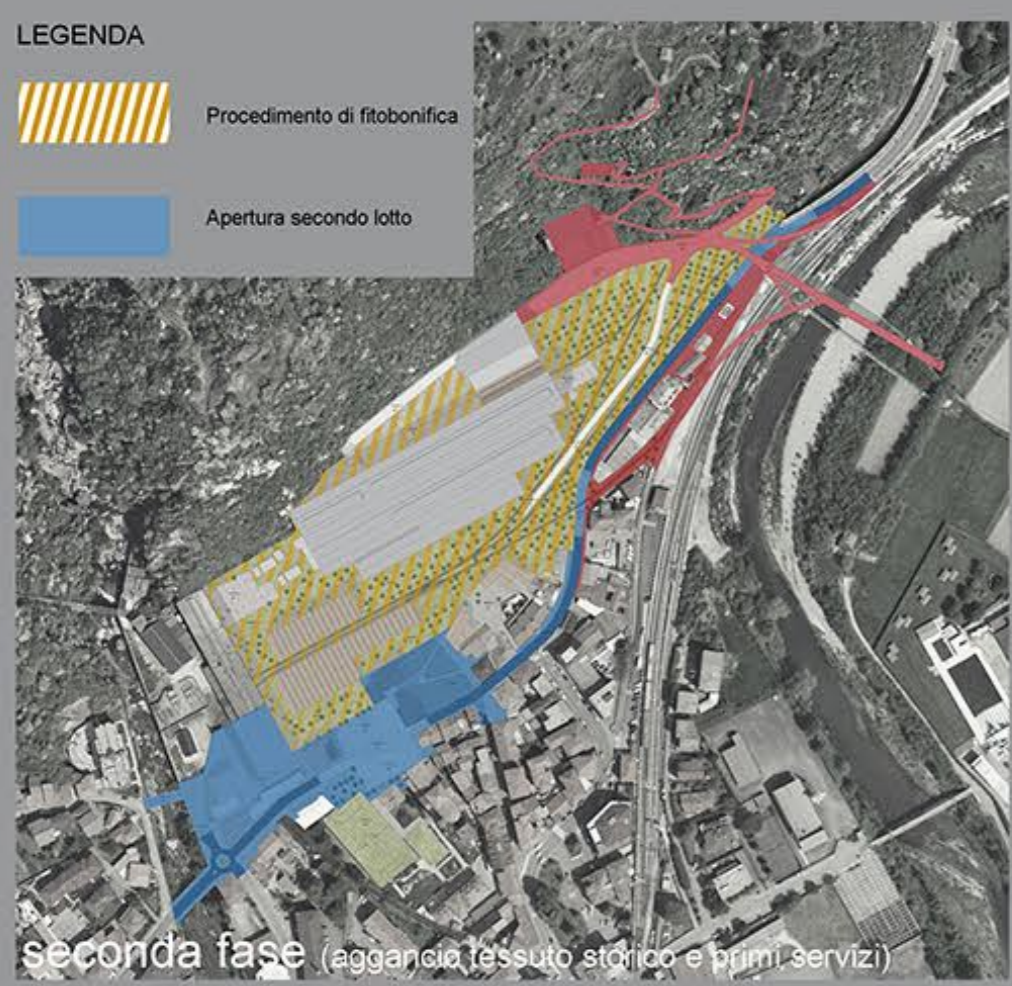 LEGENDA
Procedimento di fitobonifica
Apertura secondo lotto
seconda fase (aggancio tessuto storico e primi servizi)